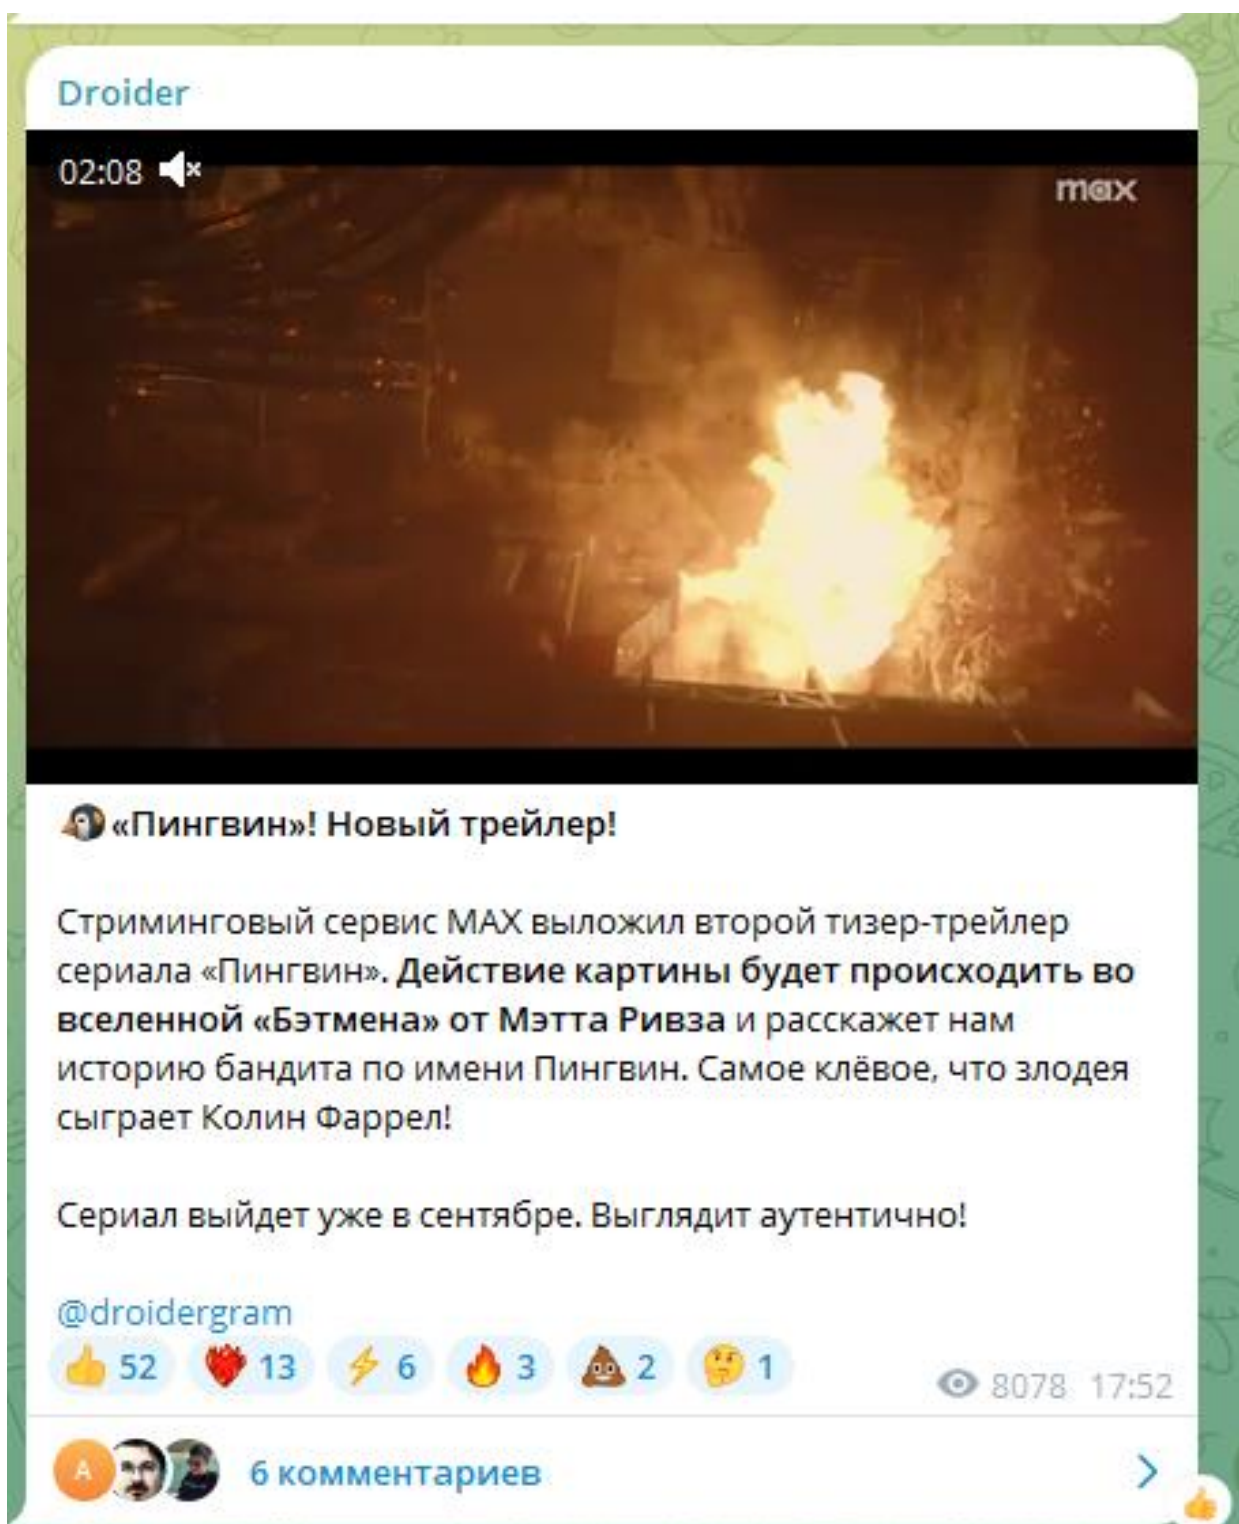 Droider
02:08
max
«Пингвин»! Новый трейлер!
Стриминговый сервис MAX выложил второй тизер-трейлер
сериала «Пингвин». Действие картины будет происходить во
вселенной «Бэтмена» от Мэтта Ривза и расскажет нам
историю бандита по имени Пингвин. Самое клёвое, что злодея
сыграет Колин Фаррел!
Сериал выйдет уже в сентябре. Выглядит аутентично!
@droidergram
52 13 6 3 2 1
8078 17:52
А
6 комментариев